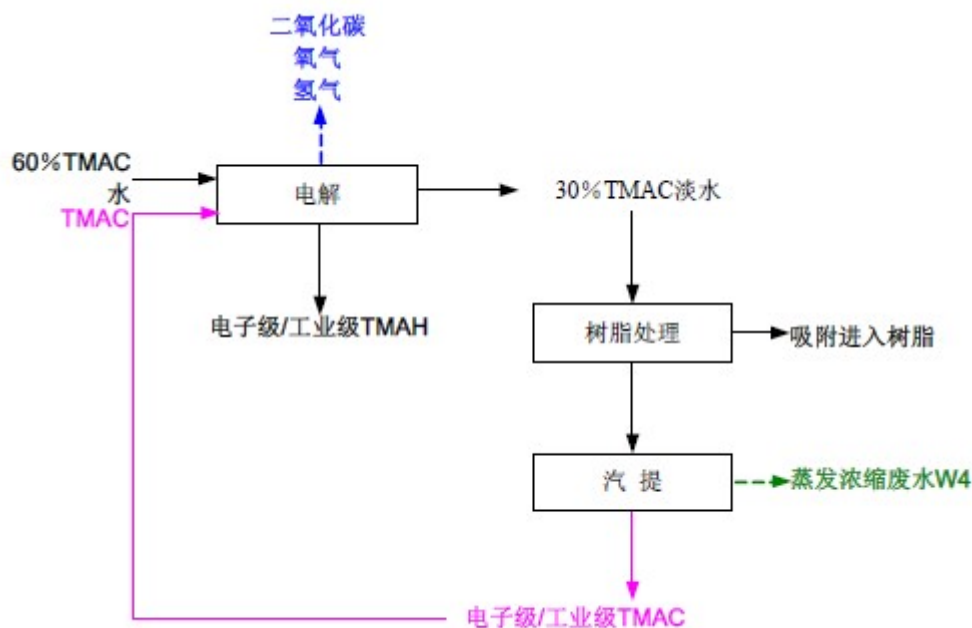 二氧化碳
氧气
氢气
60%TMAC
水
TMAC
电解
30%TMAC淡水
电子级/工业级TMAH
树脂处理
吸附进入树脂
汽 提
蒸发浓缩废水W4
电子级/工业级TMAC